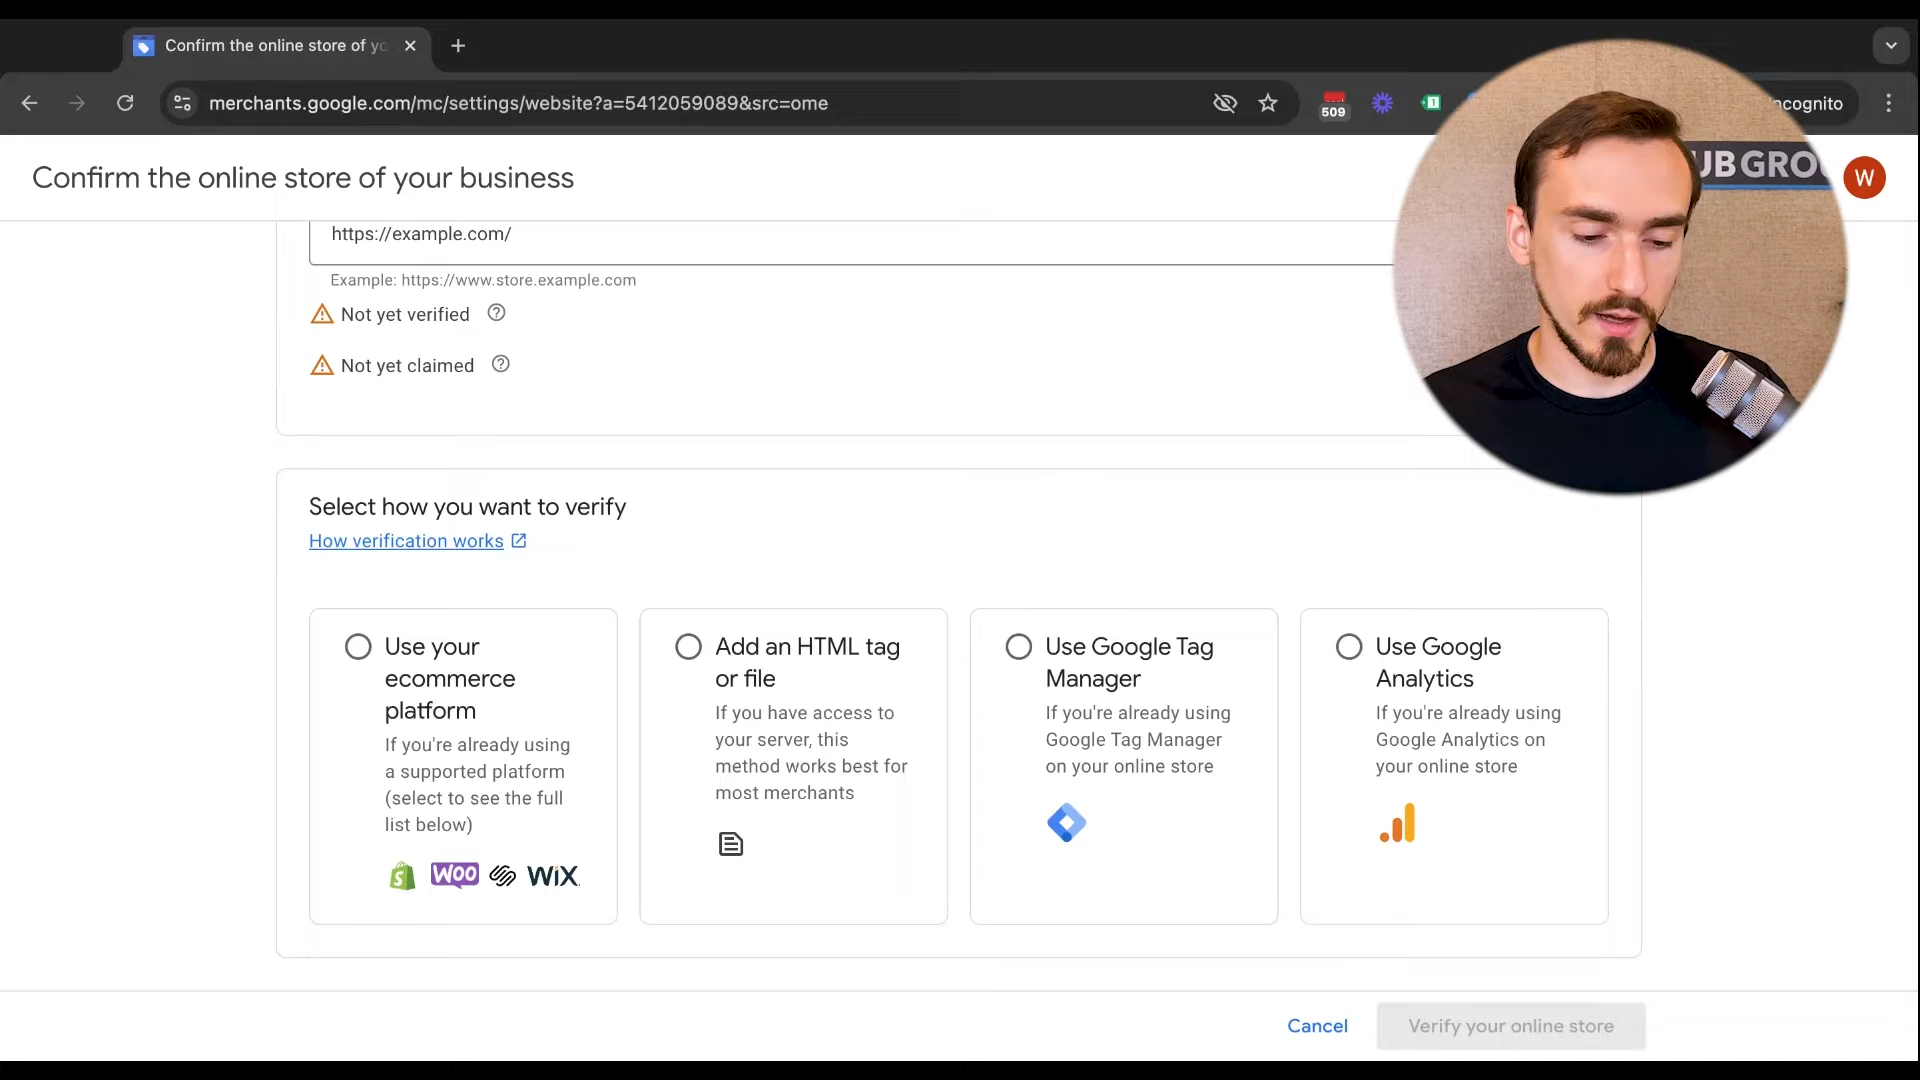 Confirm the online store of yo
merchants.google.com/mc/settings/website?a=5412059089&src=ome
509
1
Incognito
Confirm the online store of your business
UBGRO
W
https://example.com/
Example: https://www.store.example.com
Not yet verified
Not yet claimed
Select how you want to verify
How verification works
Use your
ecommerce
platform
If you're already using
a supported platform
(select to see the full
list below)
S
WOO
WiX
Add an HTML tag
or file
If you have access to
your server, this
method works best for
most merchants
Use Google Tag
Manager
If you're already using
Google Tag Manager
on your online store
Use Google
Analytics
If you're already using
Google Analytics on
your online store
Cancel
Verify your online store